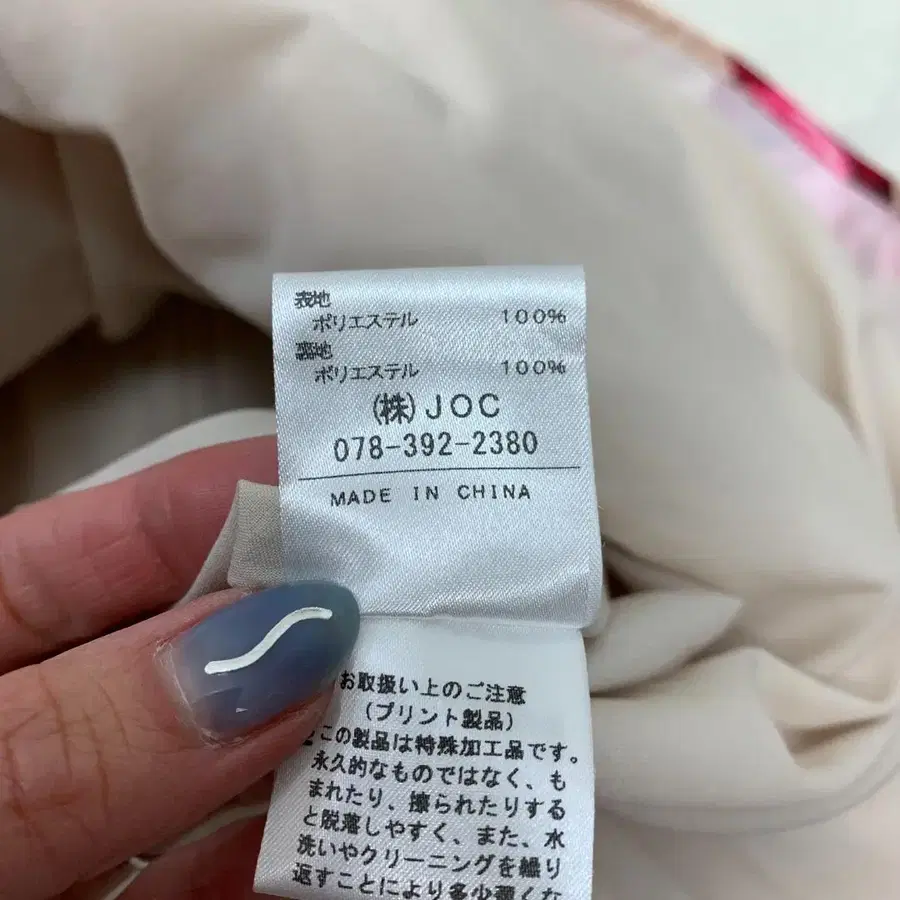 表地
ポリエステル 100%
裏地
ポリエステル 100%
(株)JOC
078-392-2380
MADE IN CHINA
お取扱い上のご注意
(プリント製品)
この製品は特殊加工品です。
永久的なものではなく、も
まれたり、擦られたりする
と脱落しやすく、また、水
洗いやクリーニングを繰り
返すことにより多少薄くな